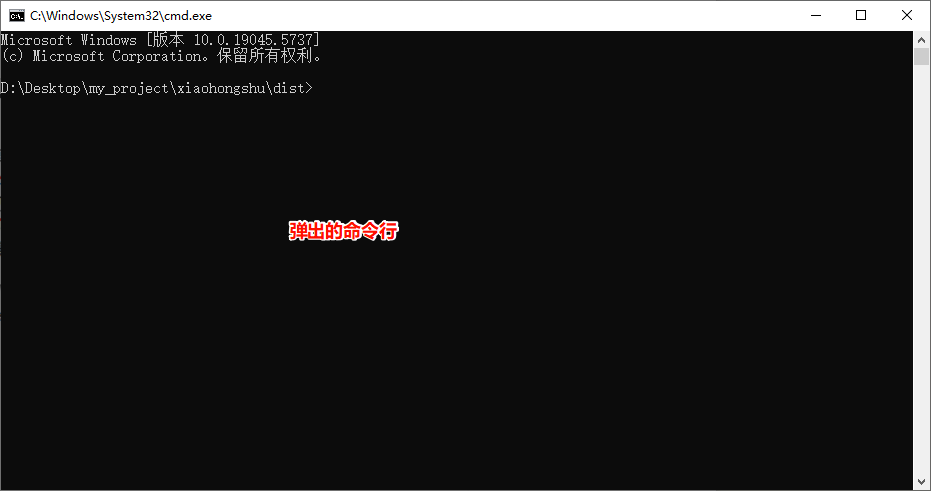 C:\Windows\System32\cmd.exe
Microsoft Windows [版本 10.0.19045.5737]
(c) Microsoft Corporation。保留所有权利。
D:\Desktop\my_project\xiaohongshu\dist>
弹出的命令行